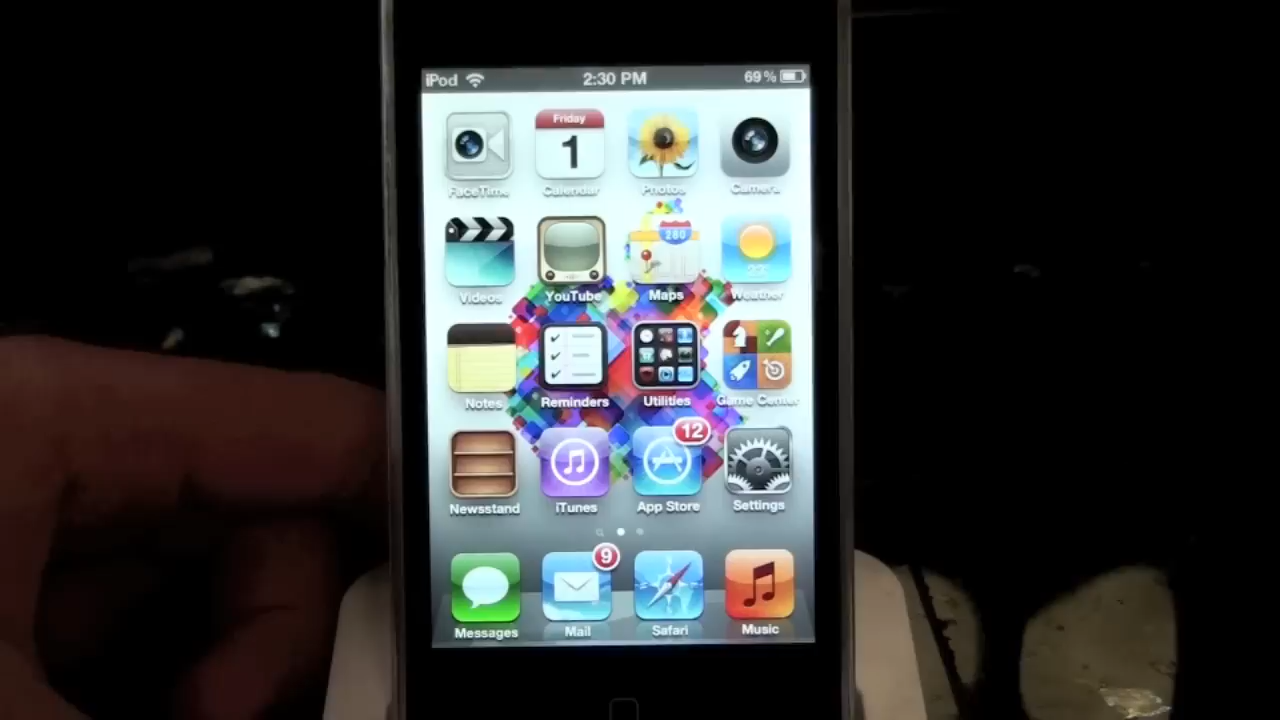 iPod 2:30 PM 69%
Friday
1
FaceTime Calendar Photos Camera
280
Videos YouTube Maps Weather
Notes Reminders Utilities Game Center
12
Newsstand iTunes App Store Settings
9
Messages Mail Safari Music